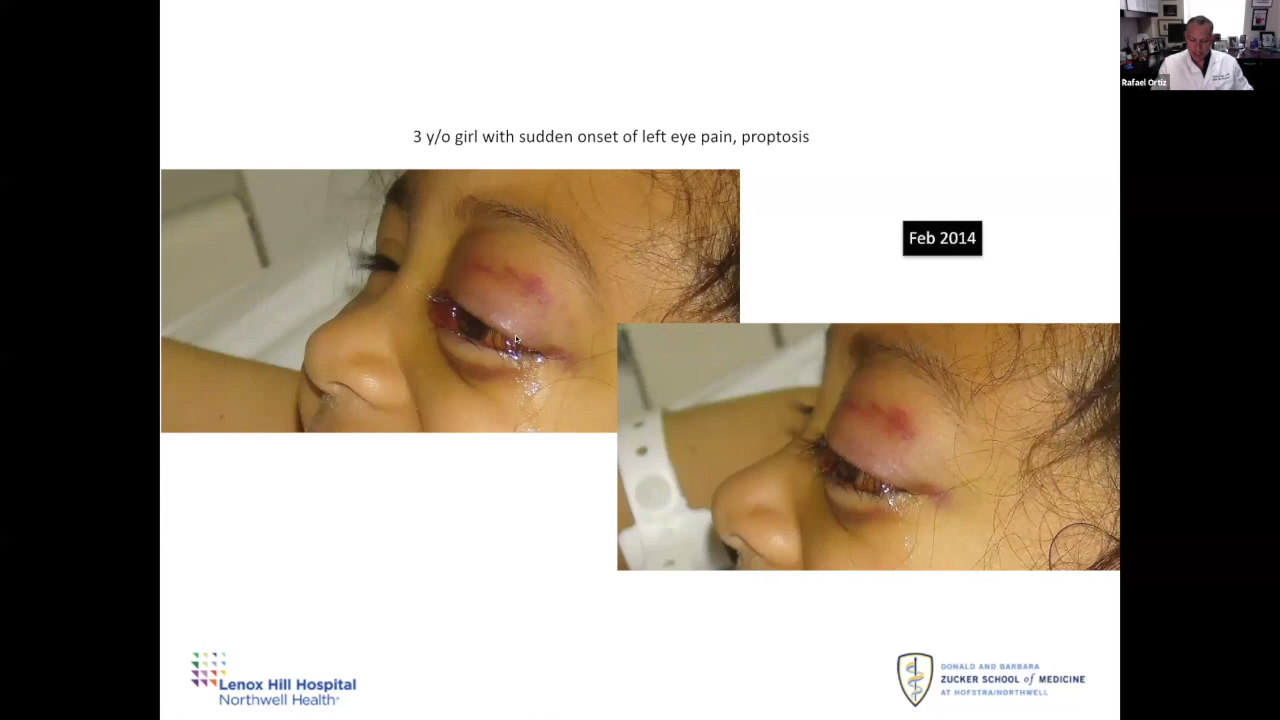 Rafael Ortiz
3 y/o girl with sudden onset of left eye pain, proptosis
Feb 2014
Lenox Hill Hospital
Northwell Health
DONALD AND BARBARA
ZUCKER SCHOOL of MEDICINE
AT HOFSTRA/NORTHWELL